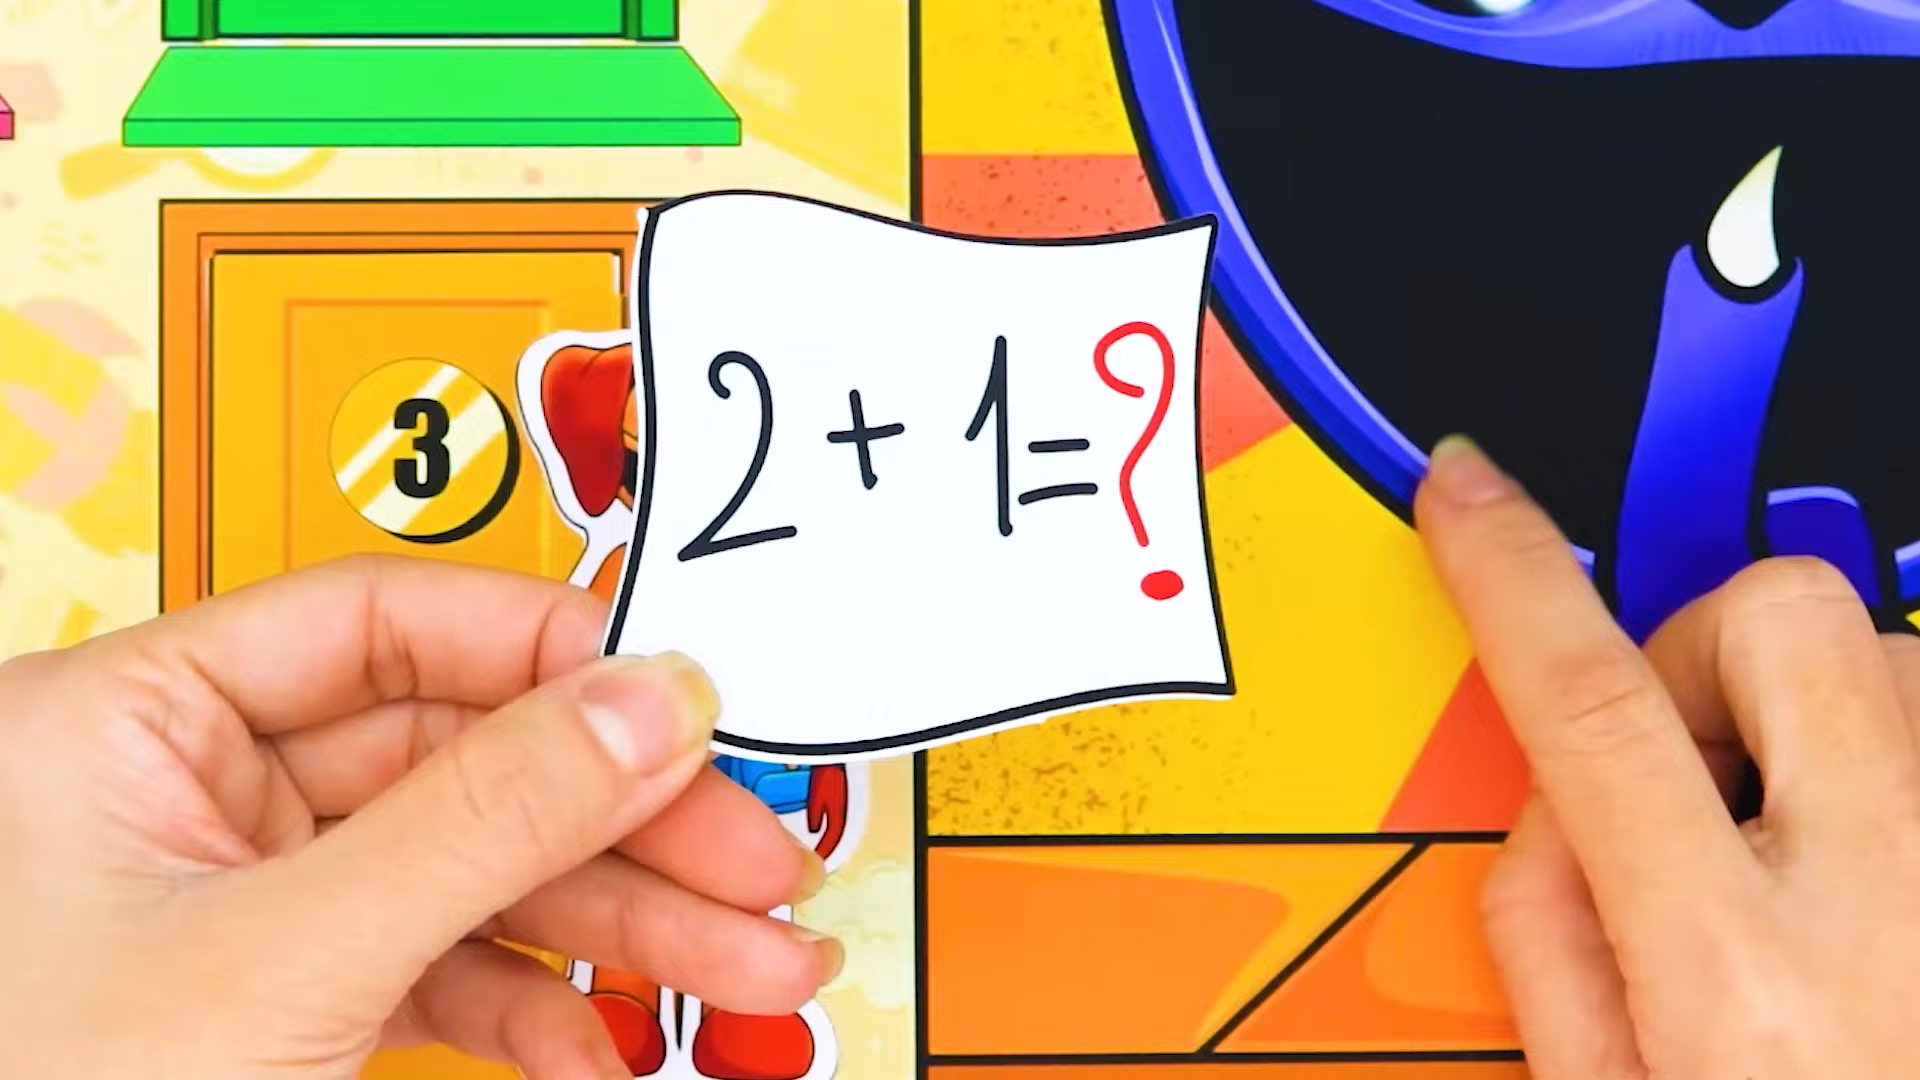 3
2 + 1 = ?